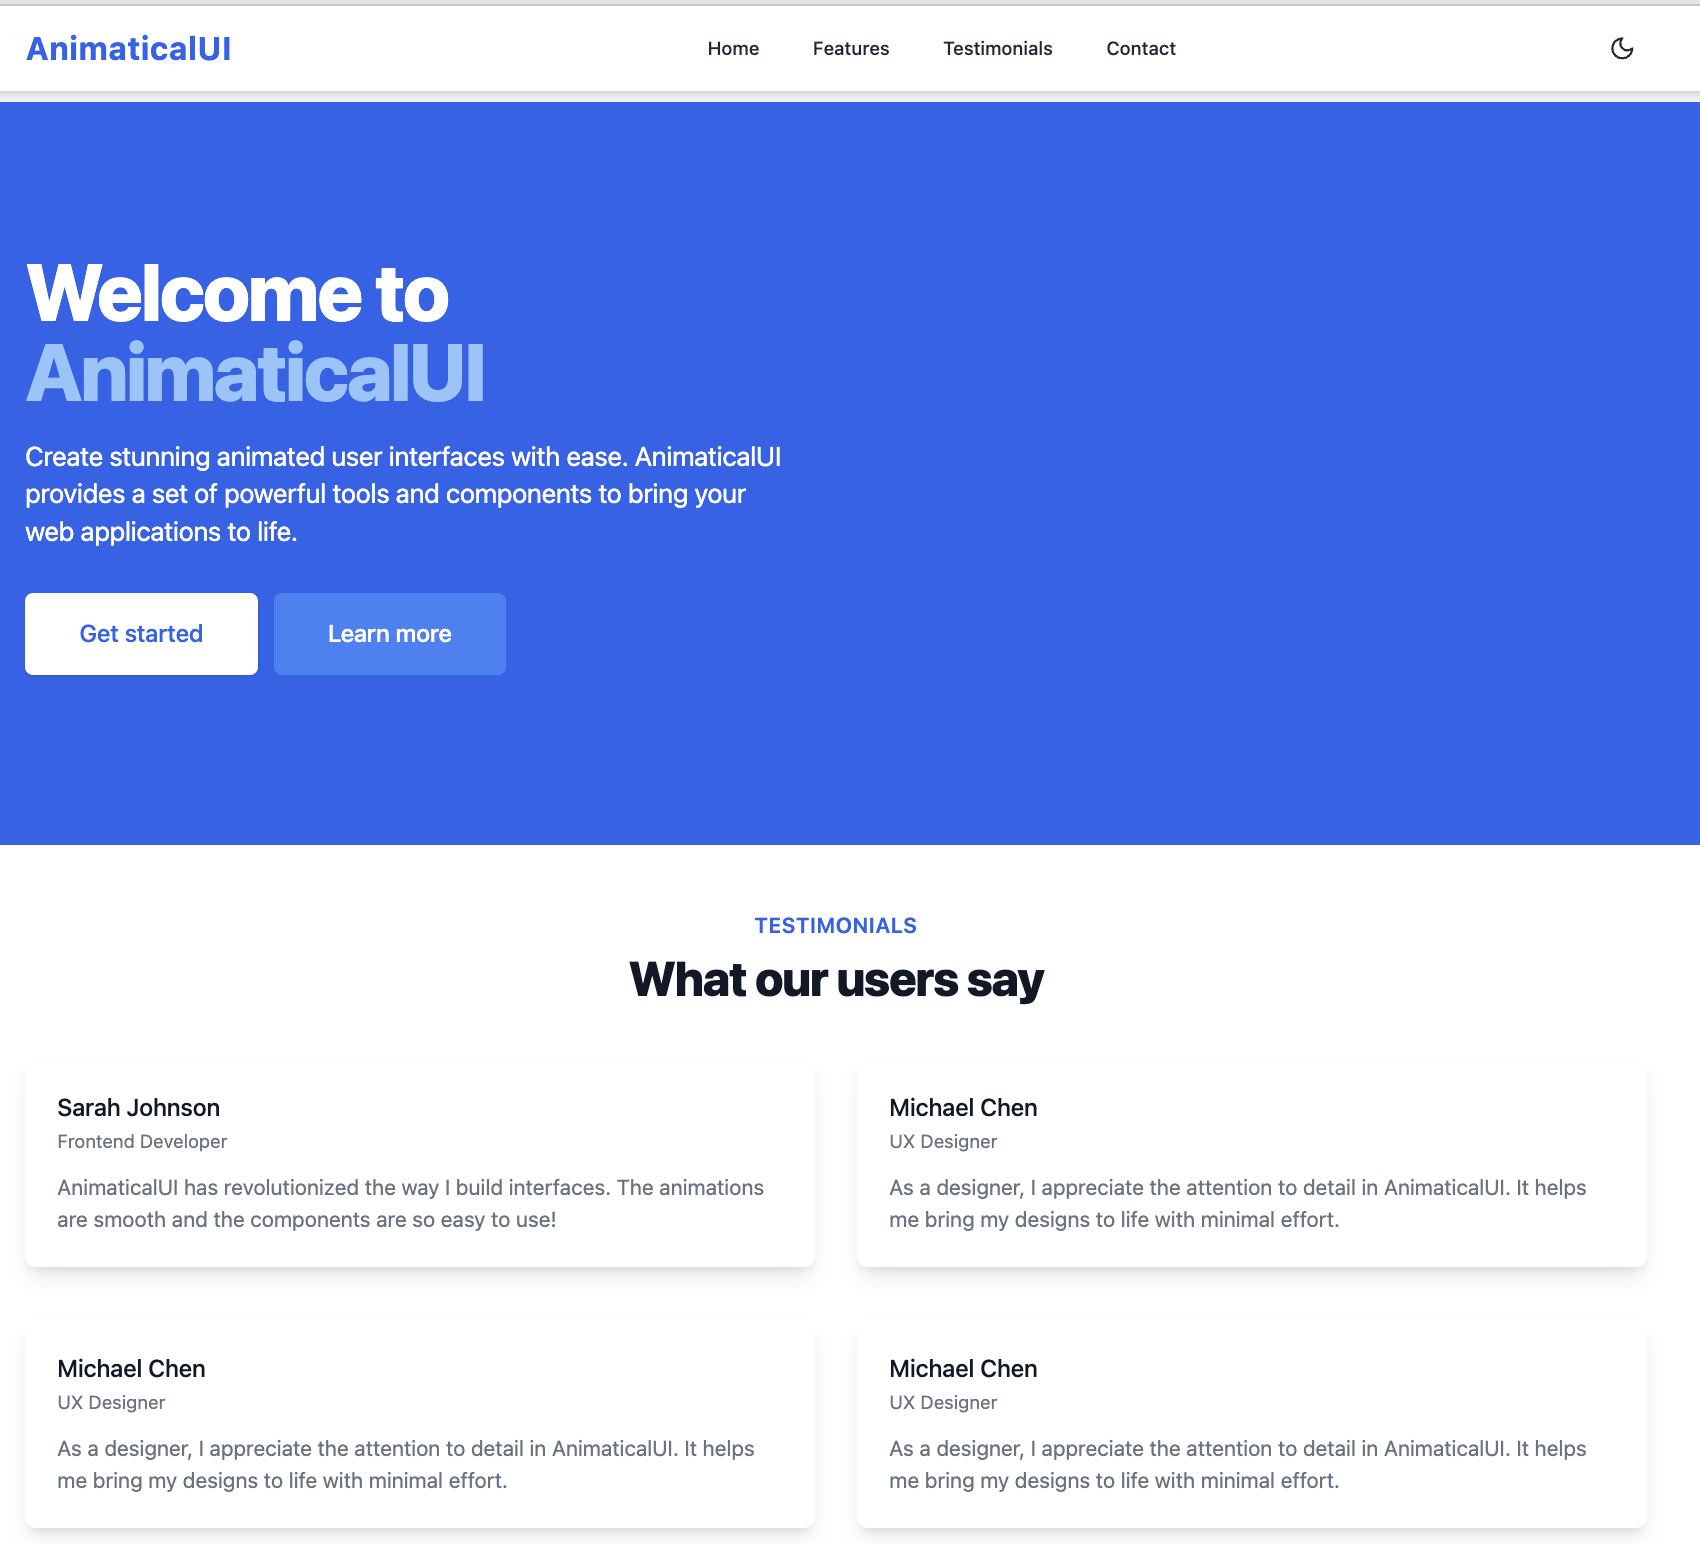 AnimaticalUI
Home Features Testimonials Contact
Welcome to
AnimaticalUI
Create stunning animated user interfaces with ease. AnimaticalUI
provides a set of powerful tools and components to bring your
web applications to life.
Get started Learn more
TESTIMONIALS
What our users say
Sarah Johnson
Frontend Developer
AnimaticalUI has revolutionized the way I build interfaces. The animations
are smooth and the components are so easy to use!
Michael Chen
UX Designer
As a designer, I appreciate the attention to detail in AnimaticalUI. It helps
me bring my designs to life with minimal effort.
Michael Chen
UX Designer
As a designer, I appreciate the attention to detail in AnimaticalUI. It helps
me bring my designs to life with minimal effort.
Michael Chen
UX Designer
As a designer, I appreciate the attention to detail in AnimaticalUI. It helps
me bring my designs to life with minimal effort.